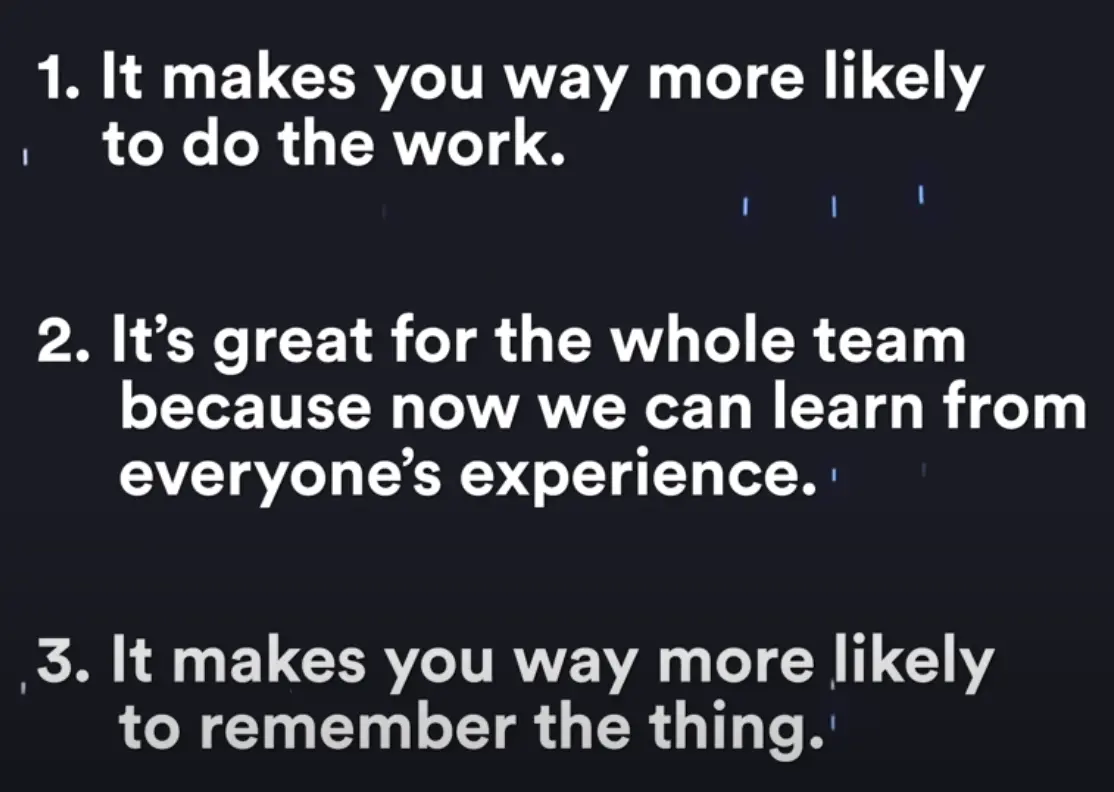 1. It makes you way more likely
to do the work.
2. It’s great for the whole team
because now we can learn from
everyone’s experience.
3. It makes you way more likely
to remember the thing.